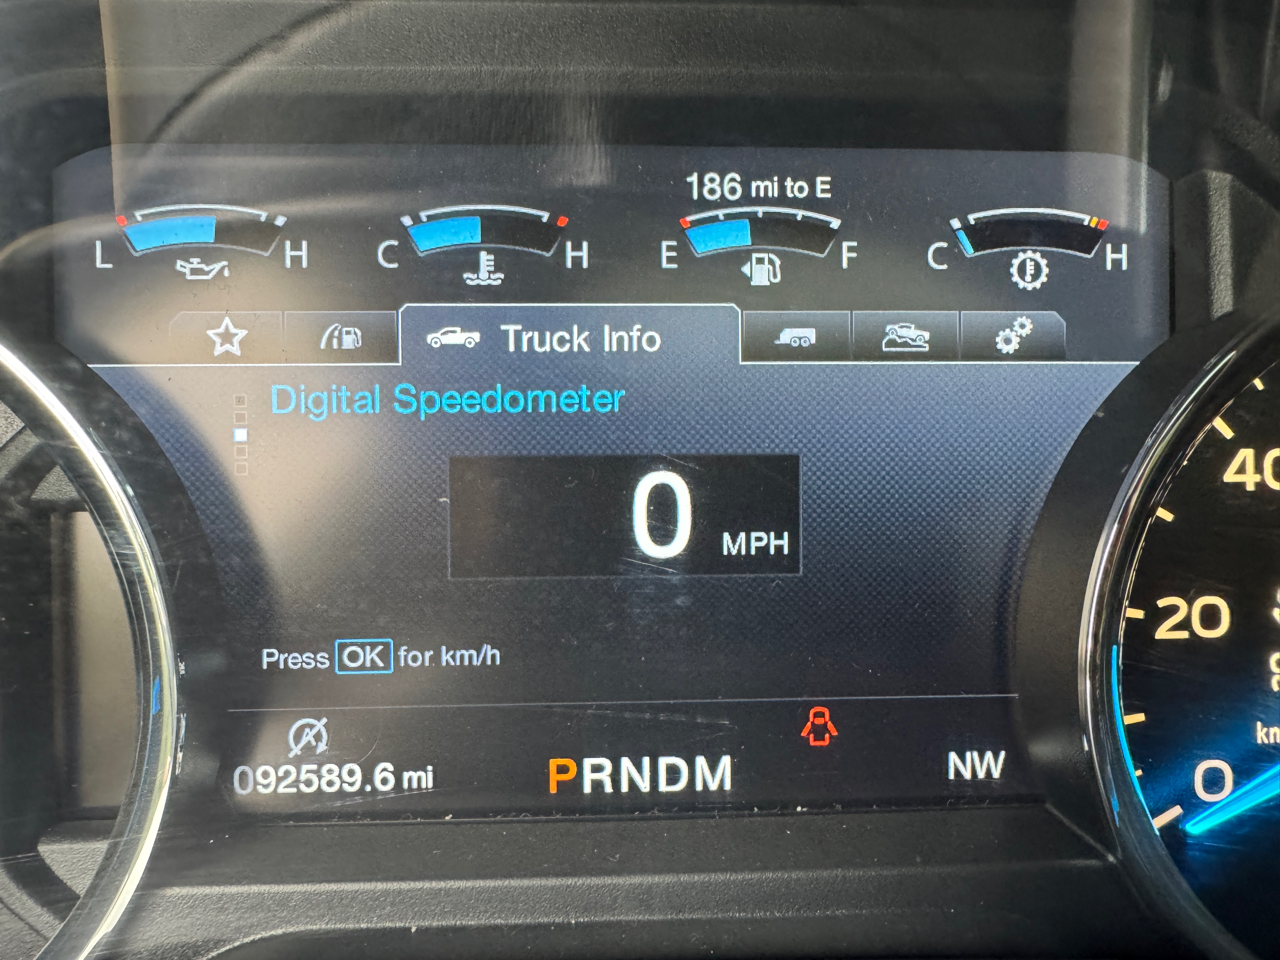 186 mi to E
L H C H E F C H
Truck Info
Digital Speedometer
0 MPH
Press OK for km/h
092589.6 mi
PRNDM
NW
40
20
0